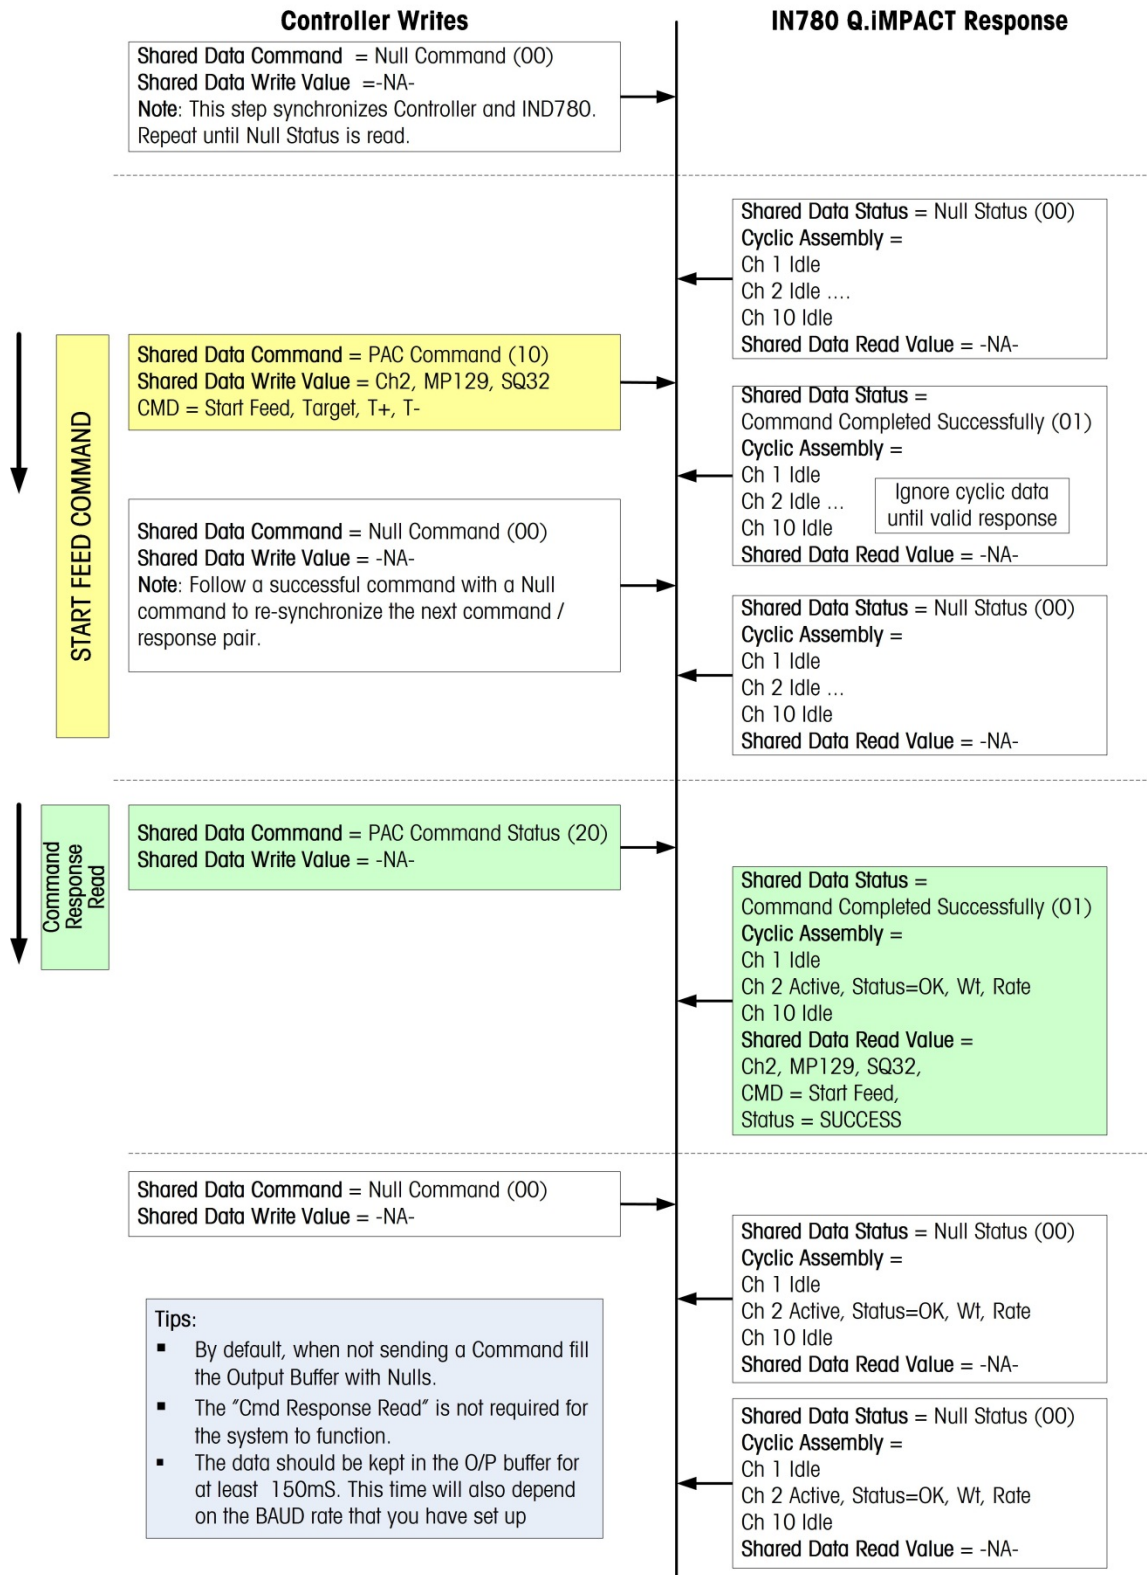 Controller Writes
IN780 Q.iMPACT Response
Shared Data Command = Null Command (00)
Shared Data Write Value =-NA-
Note: This step synchronizes Controller and IND780.
Repeat until Null Status is read.
Shared Data Status = Null Status (00)
Cyclic Assembly =
Ch 1 Idle
Ch 2 Idle ....
Ch 10 Idle
Shared Data Read Value = -NA-
START FEED COMMAND
Shared Data Command = PAC Command (10)
Shared Data Write Value = Ch2, MP129, SQ32
CMD = Start Feed, Target, T+, T-
Shared Data Status =
Command Completed Successfully (01)
Cyclic Assembly =
Ch 1 Idle
Ch 2 Idle ...
Ch 10 Idle
Shared Data Read Value = -NA-
Ignore cyclic data
until valid response
Shared Data Command = Null Command (00)
Shared Data Write Value = -NA-
Note: Follow a successful command with a Null
command to re-synchronize the next command /
response pair.
Shared Data Status = Null Status (00)
Cyclic Assembly =
Ch 1 Idle
Ch 2 Idle ...
Ch 10 Idle
Shared Data Read Value = -NA-
Command
Response
Read
Shared Data Command = PAC Command Status (20)
Shared Data Write Value = -NA-
Shared Data Status =
Command Completed Successfully (01)
Cyclic Assembly =
Ch 1 Idle
Ch 2 Active, Status=OK, Wt, Rate
Ch 10 Idle
Shared Data Read Value =
Ch2, MP129, SQ32,
CMD = Start Feed,
Status = SUCCESS
Shared Data Command = Null Command (00)
Shared Data Write Value = -NA-
Shared Data Status = Null Status (00)
Cyclic Assembly =
Ch 1 Idle
Ch 2 Active, Status=OK, Wt, Rate
Ch 10 Idle
Shared Data Read Value = -NA-
Tips:
▪ By default, when not sending a Command fill
the Output Buffer with Nulls.
▪ The "Cmd Response Read" is not required for
the system to function.
▪ The data should be kept in the O/P buffer for
at least 150mS. This time will also depend
on the BAUD rate that you have set up
Shared Data Status = Null Status (00)
Cyclic Assembly =
Ch 1 Idle
Ch 2 Active, Status=OK, Wt, Rate
Ch 10 Idle
Shared Data Read Value = -NA-